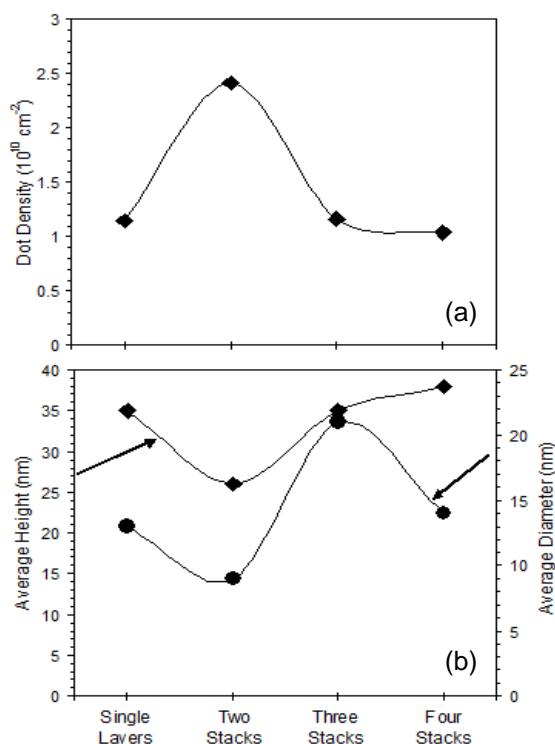 3
2.5
2
1.5
1
0.5
0
Dot Density (10¹⁰ cm⁻²)
(a)
40
35
30
25
20
15
10
5
0
Average Height (nm)
25
20
15
10
5
0
Average Diameter (nm)
(b)
Single
Lavers
Two
Stacks
Three
Stacks
Four
Stacks